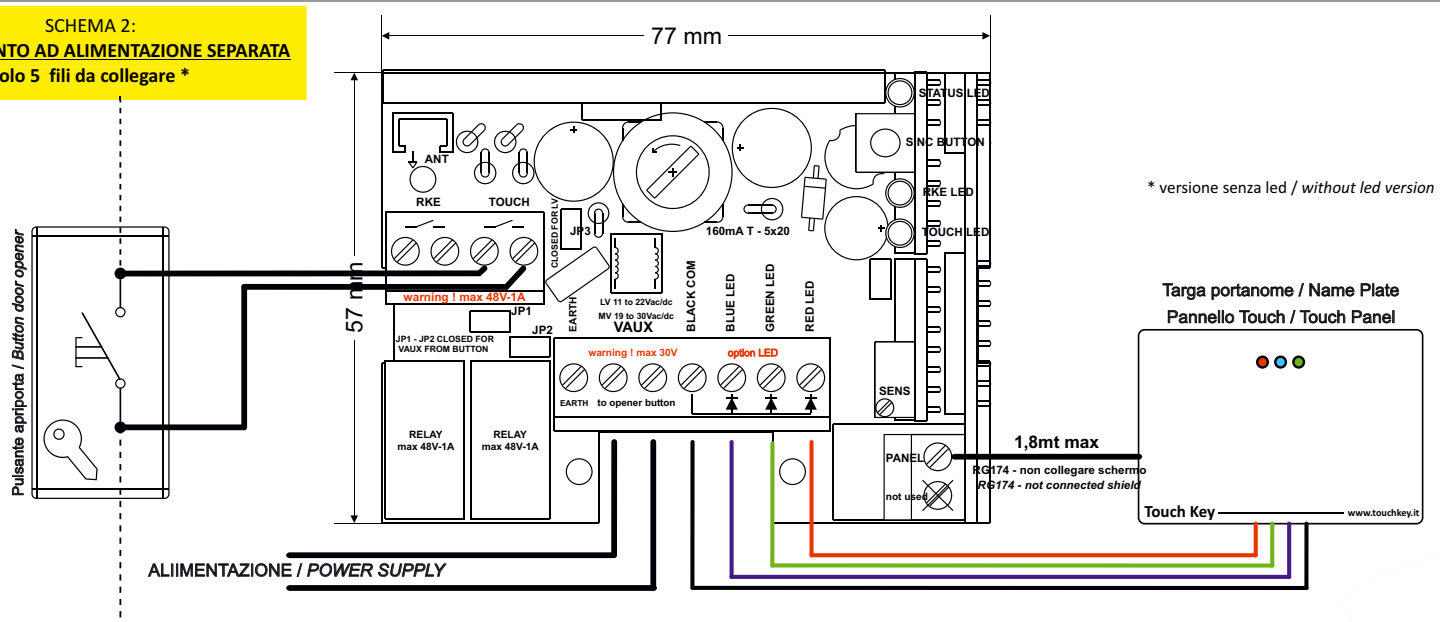 SCHEMA 2:
NTO AD ALIMENTAZIONE SEPARATA
olo 5 fili da collegare *
77 mm
57 mm
STATUS LED
SINC BUTTON
RKE LED
TOUCH LED
ANT
RKE
TOUCH
CLOSED FOR LV
JP3
160mA T - 5x20
* versione senza led / without led version
warning ! max 48V-1A
LV 11 to 22Vac/dc
MV 19 to 30Vac/dc
VAUX
EARTH
BLACK COM
BLUE LED
GREEN LED
RED LED
JP1
JP2
JP1 - JP2 CLOSED FOR
VAUX FROM BUTTON
warning ! max 30V
option LED
EARTH
to opener button
SENS
RELAY
max 48V-1A
RELAY
max 48V-1A
PANEL
not used
1,8mt max
RG174 - non collegare schermo
RG174 - not connected shield
Targa portanome / Name Plate
Pannello Touch / Touch Panel
Touch Key
www.touchkey.it
Pulsante apriporta / Button door opener
ALIIMENTAZIONE / POWER SUPPLY